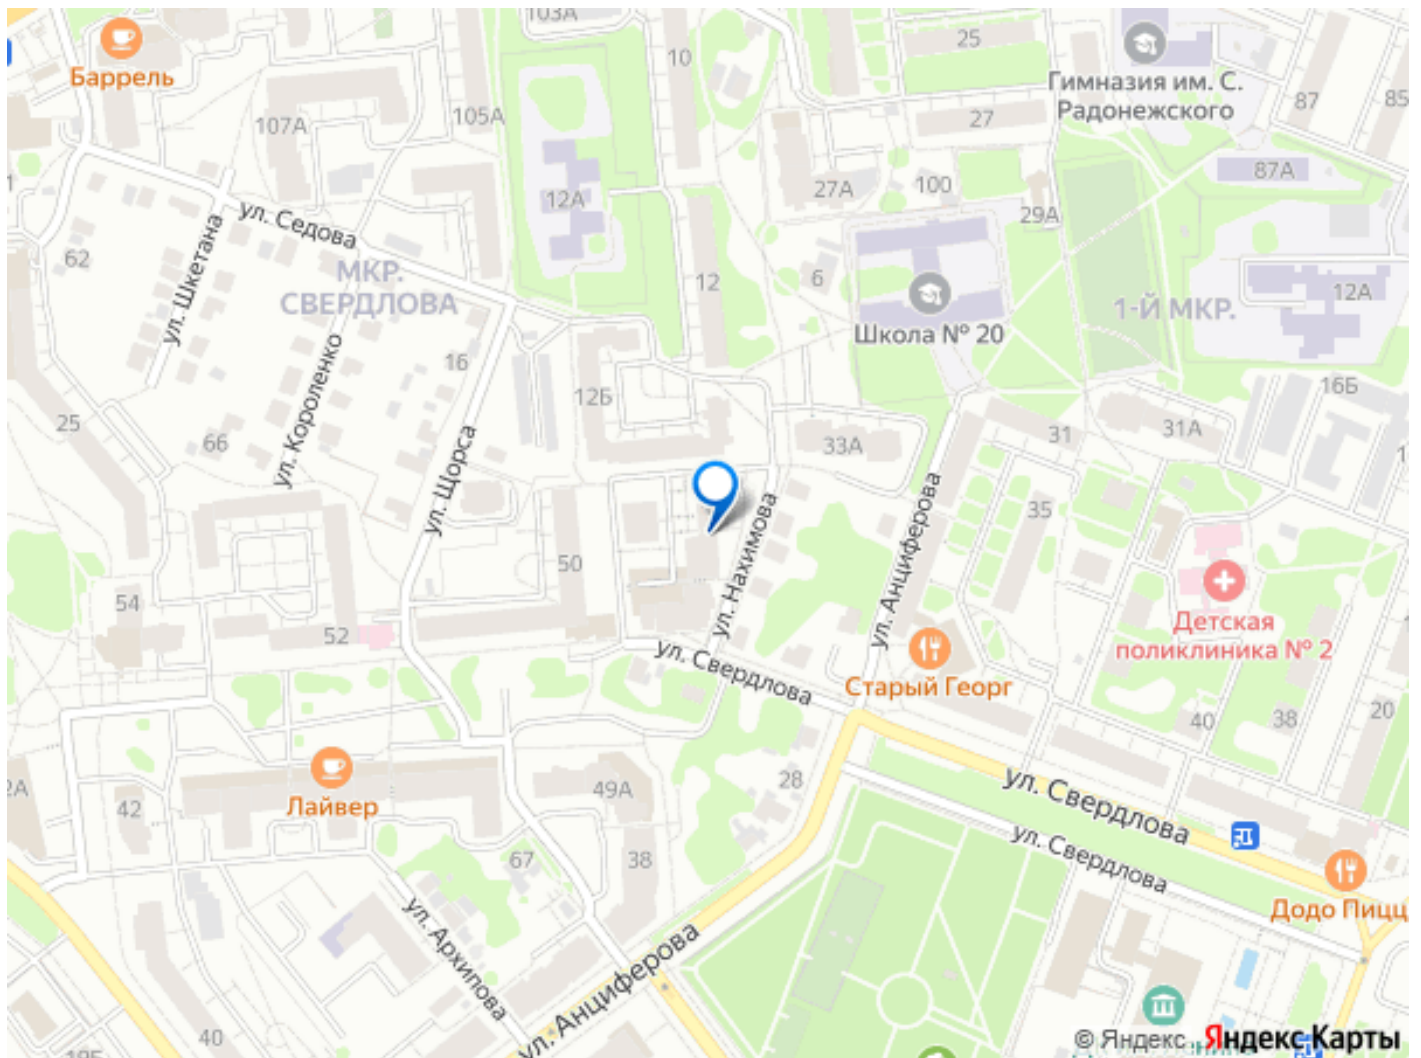 103А
Баррель
10
25
Гимназия им. С.
Радонежского
87
85
107А
105А
27
87А
12А
27А
100
29А
ул. Седова
62
ул. Шкетана
МКР.
СВЕРДЛОВА
12
6
Школа № 20
1-Й МКР.
12А
16
ул. Короленко
12Б
16Б
25
66
ул. Щорса
33А
31
31А
ул. Нахимова
ул. Анциферова
35
50
54
52
Детская
поликлиника № 2
ул. Свердлова
Старый Георг
40
38
20
42
Лайвер
49А
28
ул. Свердлова
ул. Свердлова
67
38
Додо Пицц
ул. Архипова
ул. Анциферова
40
© Яндекс Яндекс Карты